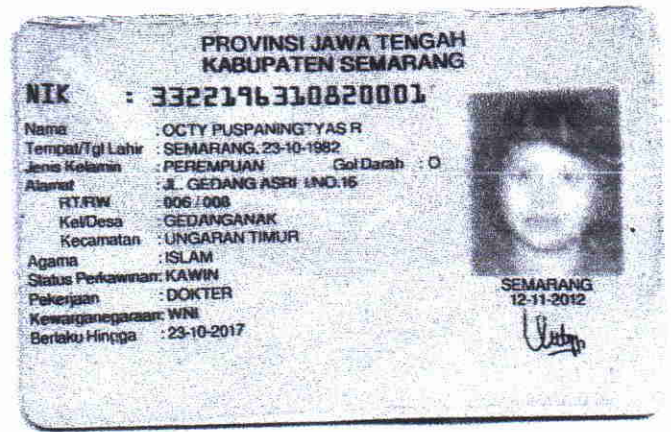 PROVINSI JAWA TENGAH
KABUPATEN SEMARANG
NIK : 3322196310820001
Nama : OCTY PUSPANINGTYAS R
Tempat/Tgl Lahir : SEMARANG, 23-10-1982
Jenis Kelamin : PEREMPUAN Gol Darah : O
Alamat : JL. GEDANG ASRI I NO.16
RT/RW : 006 / 008
Kel/Desa : GEDANGANAK
Kecamatan : UNGARAN TIMUR
Agama : ISLAM
Status Perkawinan: KAWIN
Pekerjaan : DOKTER
Kewarganegaraan: WNI
Berlaku Hingga : 23-10-2017
SEMARANG
12-11-2012